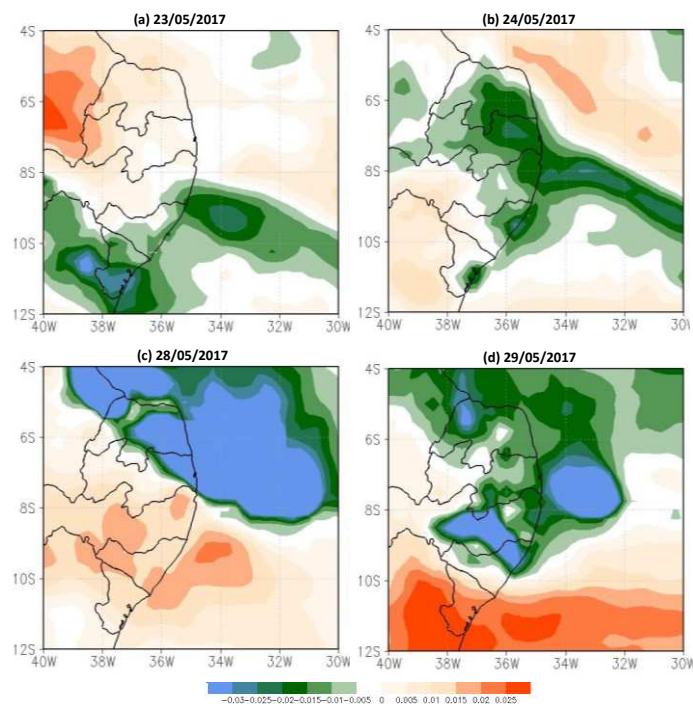 (a) 23/05/2017
(b) 24/05/2017
4S
6S
8S
10S
12S
40W
38W
36W
34W
32W
30W
4S
6S
8S
10S
12S
40W
38W
36W
34W
32W
30W
(c) 28/05/2017
(d) 29/05/2017
4S
6S
8S
10S
12S
40W
38W
36W
34W
32W
30W
4S
6S
8S
10S
12S
40W
38W
36W
34W
32W
30W
-0.03 -0.025 -0.02 -0.015 -0.01 -0.005 0 0.005 0.01 0.015 0.02 0.025